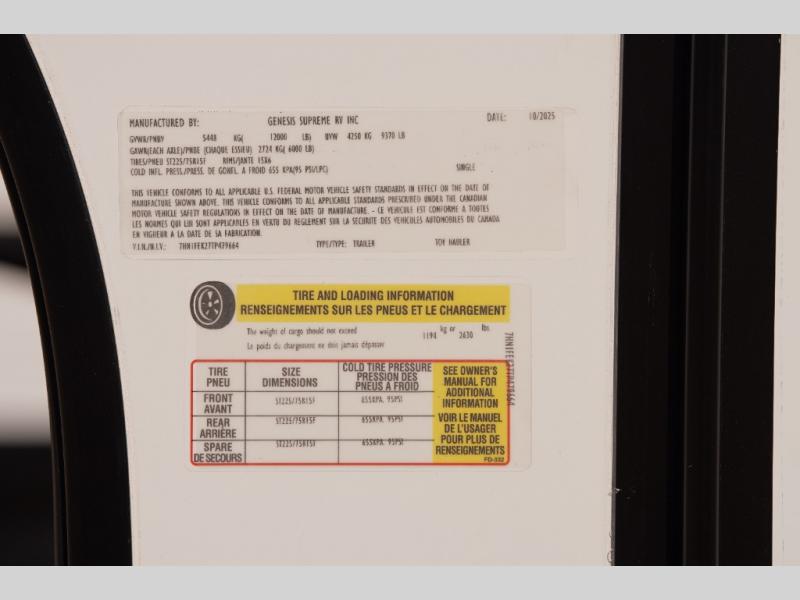 MANUFACTURED BY: GENESIS SUPREME RV INC DATE: 10/2025
GVWR/PNBV 5448 KG( 12000 LB) UVW 4250 KG 9370 LB
GAWR(EACH AXLE)/PNBE (CHAQUE ESSIEU) 2724 KG( 6000 LB)
TIRES/PNEU ST225/75R15F RIMS/JANTE 15X6
COLD INFL. PRESS./PRESS. DE GONFL. A FROID 655 KPA(95 PSI/LPC) SINGLE
THIS VEHICLE CONFORMS TO ALL APPLICABLE U.S. FEDERAL MOTOR VEHICLE SAFETY STANDARDS IN EFFECT ON THE DATE OF
MANUFACTURE SHOWN ABOVE. THIS VEHICLE CONFORMS TO ALL APPLICABLE STANDARDS PRESCRIBED UNDER THE CANADIAN
MOTOR VEHICLE SAFETY REGULATIONS IN EFFECT ON THE DATE OF MANUFACTURE. - CE VEHICULE EST CONFORME A TOUTES
LES NORMES QUI LUI SONT APPLICABLES EN VERTU DU REGLEMENT SUR LA SECURITE DES VEHICULES AUTOMOBILES DU CANADA
EN VIGUEUR A LA DATE DE SA FABRICATION.
V.I.N./N.I.V.: TYPE/TYPE: TRAILER TOY HAULER
TIRE AND LOADING INFORMATION
RENSEIGNEMENTS SUR LES PNEUS ET LE CHARGEMENT
The weight of cargo should not exceed kg or lbs.
1194 2630
Le poids du chargement ne doit jamais dépasser
TIRE
PNEU
SIZE
DIMENSIONS
COLD TIRE PRESSURE
PRESSION DES
PNEUS A FROID
SEE OWNER'S
MANUAL FOR
ADDITIONAL
INFORMATION
VOIR LE MANUEL
DE L'USAGER
POUR PLUS DE
RENSEIGNEMENTS
FD-332
FRONT
AVANT
ST225/75R15F 655KPA, 95PSI
REAR
ARRIÈRE
ST225/75R15F 655KPA, 95PSI
SPARE
DE SECOURS
ST225/75R15F 655KPA, 95PSI